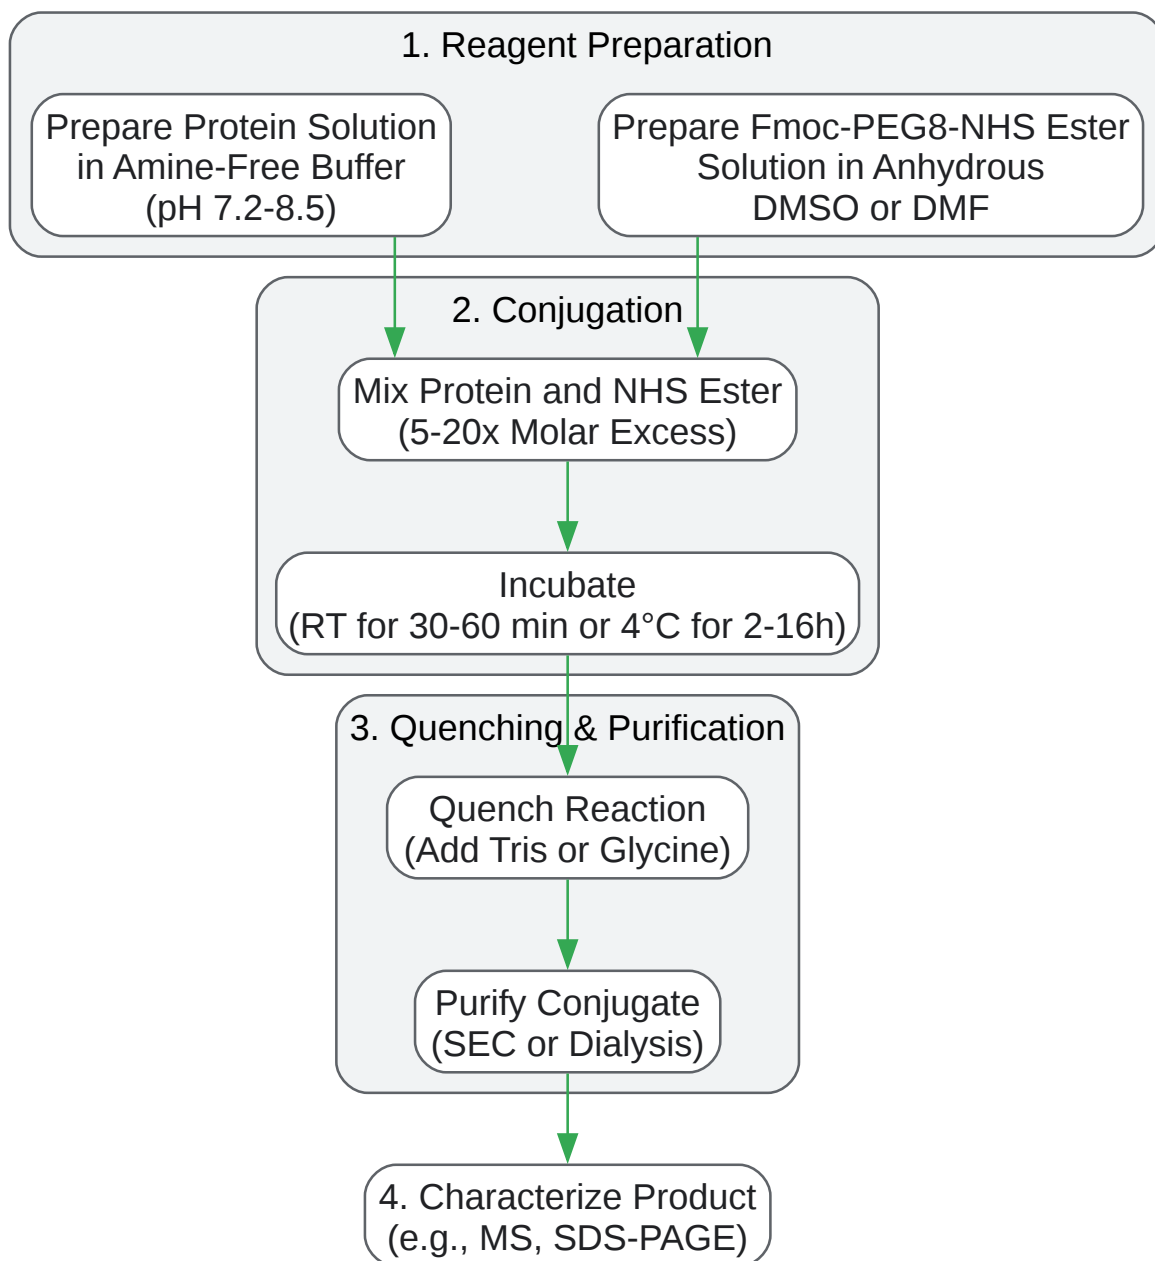 1. Reagent Preparation
Prepare Protein Solution
in Amine-Free Buffer
(pH 7.2-8.5)
Prepare Fmoc-PEG8-NHS Ester
Solution in Anhydrous
DMSO or DMF
2. Conjugation
Mix Protein and NHS Ester
(5-20x Molar Excess)
Incubate
(RT for 30-60 min or 4°C for 2-16h)
3. Quenching & Purification
Quench Reaction
(Add Tris or Glycine)
Purify Conjugate
(SEC or Dialysis)
4. Characterize Product
(e.g., MS, SDS-PAGE)